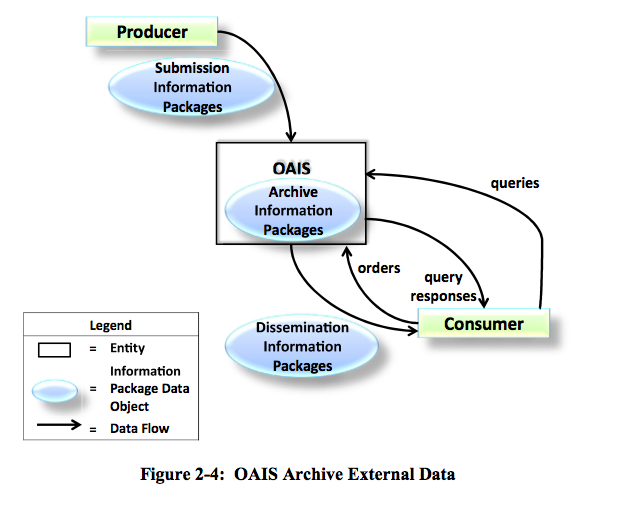 Producer
Submission
Information
Packages
OAIS
Archive
Information
Packages
queries
orders
query
responses
Dissemination
Information
Packages
Consumer
Legend
= Entity
Information
= Package Data
Object
= Data Flow
Figure 2-4: OAIS Archive External Data